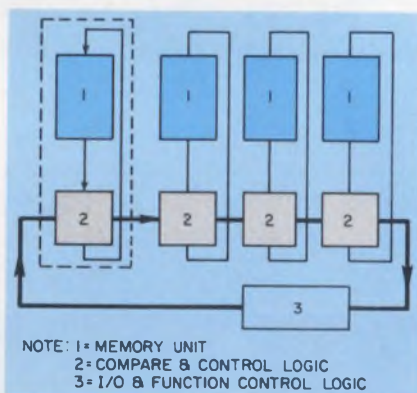 1 1 1 1
2 2 2 2
3
NOTE: 1= MEMORY UNIT
2= COMPARE & CONTROL LOGIC
3= I/O & FUNCTION CONTROL LOGIC